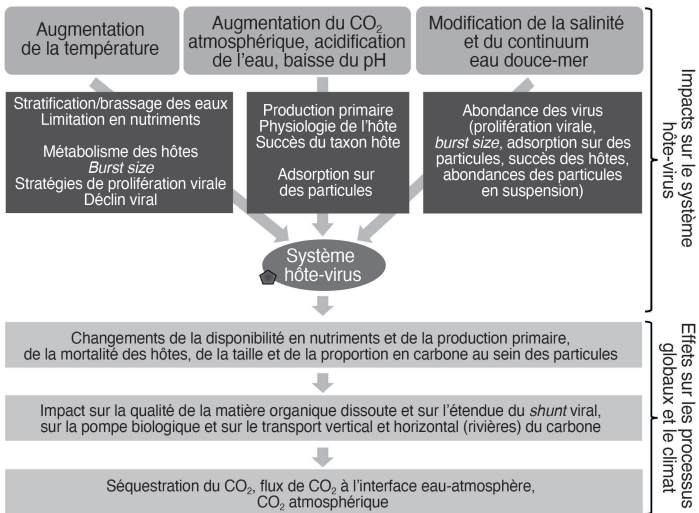 Augmentation
de la température
Augmentation du CO₂
atmosphérique, acidification
de l'eau, baisse du pH
Modification de la salinité
et du continuum
eau douce-mer
Stratification/brassage des eaux
Limitation en nutriments
Métabolisme des hôtes
Burst size
Stratégies de prolifération virale
Déclin viral
Production primaire
Physiologie de l'hôte
Succès du taxon hôte
Adsorption sur
des particules
Abondance des virus
(prolifération virale,
burst size, adsorption sur des
particules, succès des hôtes,
abondances des particules
en suspension)
Impacts sur le système
hôte-virus
Système
hôte-virus
Changements de la disponibilité en nutriments et de la production primaire,
de la mortalité des hôtes, de la taille et de la proportion en carbone au sein des particules
Impact sur la qualité de la matière organique dissoute et sur l'étendue du shunt viral,
sur la pompe biologique et sur le transport vertical et horizontal (rivières) du carbone
Séquestration du CO₂, flux de CO₂ à l'interface eau-atmosphère,
CO₂ atmosphérique
Effets sur les processus
globaux et le climat